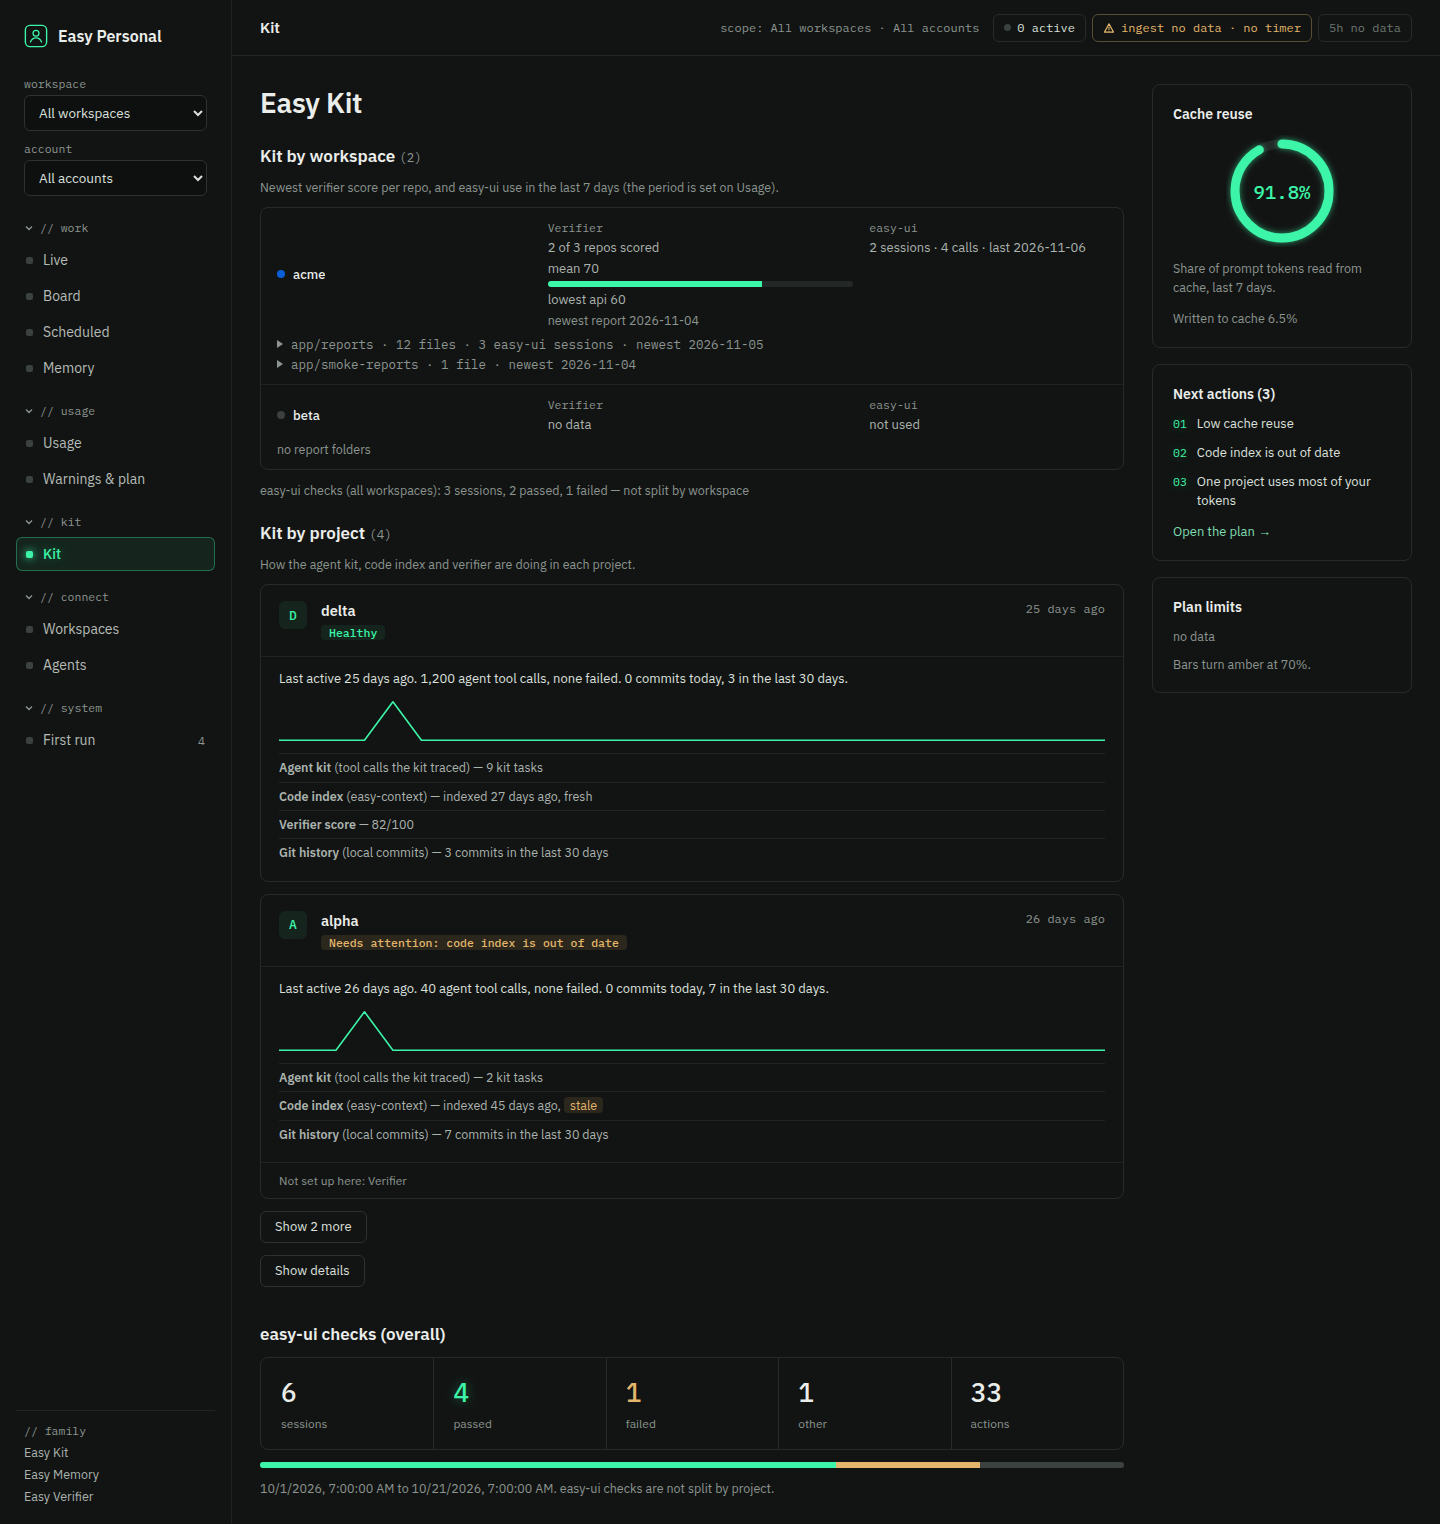 Easy Personal
workspace
All workspaces
account
All accounts
// work
Live
Board
Scheduled
Memory
// usage
Usage
Warnings & plan
// kit
Kit
// connect
Workspaces
Agents
// system
First run 4
// family
Easy Kit
Easy Memory
Easy Verifier
Kit
scope: All workspaces · All accounts
0 active
ingest no data · no timer
5h no data
Easy Kit
Kit by workspace (2)
Newest verifier score per repo, and easy-ui use in the last 7 days (the period is set on Usage).
acme
Verifier
2 of 3 repos scored
mean 70
lowest api 60
newest report 2026-11-04
easy-ui
2 sessions · 4 calls · last 2026-11-06
app/reports · 12 files · 3 easy-ui sessions · newest 2026-11-05
app/smoke-reports · 1 file · newest 2026-11-04
beta
Verifier
no data
easy-ui
not used
no report folders
easy-ui checks (all workspaces): 3 sessions, 2 passed, 1 failed — not split by workspace
Kit by project (4)
How the agent kit, code index and verifier are doing in each project.
D
delta
Healthy
25 days ago
Last active 25 days ago. 1,200 agent tool calls, none failed. 0 commits today, 3 in the last 30 days.
Agent kit (tool calls the kit traced) — 9 kit tasks
Code index (easy-context) — indexed 27 days ago, fresh
Verifier score — 82/100
Git history (local commits) — 3 commits in the last 30 days
A
alpha
Needs attention: code index is out of date
26 days ago
Last active 26 days ago. 40 agent tool calls, none failed. 0 commits today, 7 in the last 30 days.
Agent kit (tool calls the kit traced) — 2 kit tasks
Code index (easy-context) — indexed 45 days ago, stale
Git history (local commits) — 7 commits in the last 30 days
Not set up here: Verifier
Show 2 more
Show details
easy-ui checks (overall)
6
sessions
4
passed
1
failed
1
other
33
actions
10/1/2026, 7:00:00 AM to 10/21/2026, 7:00:00 AM. easy-ui checks are not split by project.
Cache reuse
91.8%
Share of prompt tokens read from
cache, last 7 days.
Written to cache 6.5%
Next actions (3)
01 Low cache reuse
02 Code index is out of date
03 One project uses most of your
tokens
Open the plan →
Plan limits
no data
Bars turn amber at 70%.